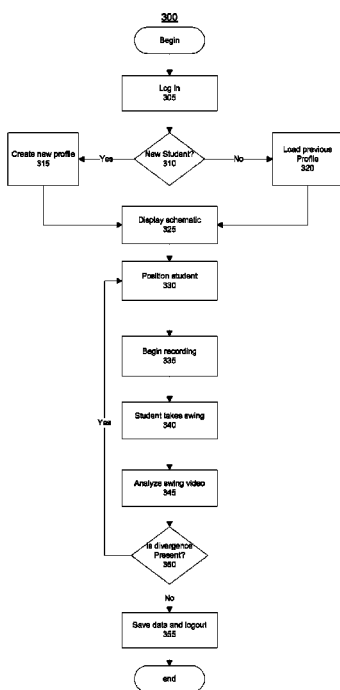 300
Begin
Log In
305
New Student?
310
Yes
No
Create new profile
315
Load previous
Profile
320
Display schematic
325
Position student
330
Begin recording
335
Student takes swing
340
Yes
Analyze swing video
345
Is divergence
Present?
350
No
Save data and logout
355
end